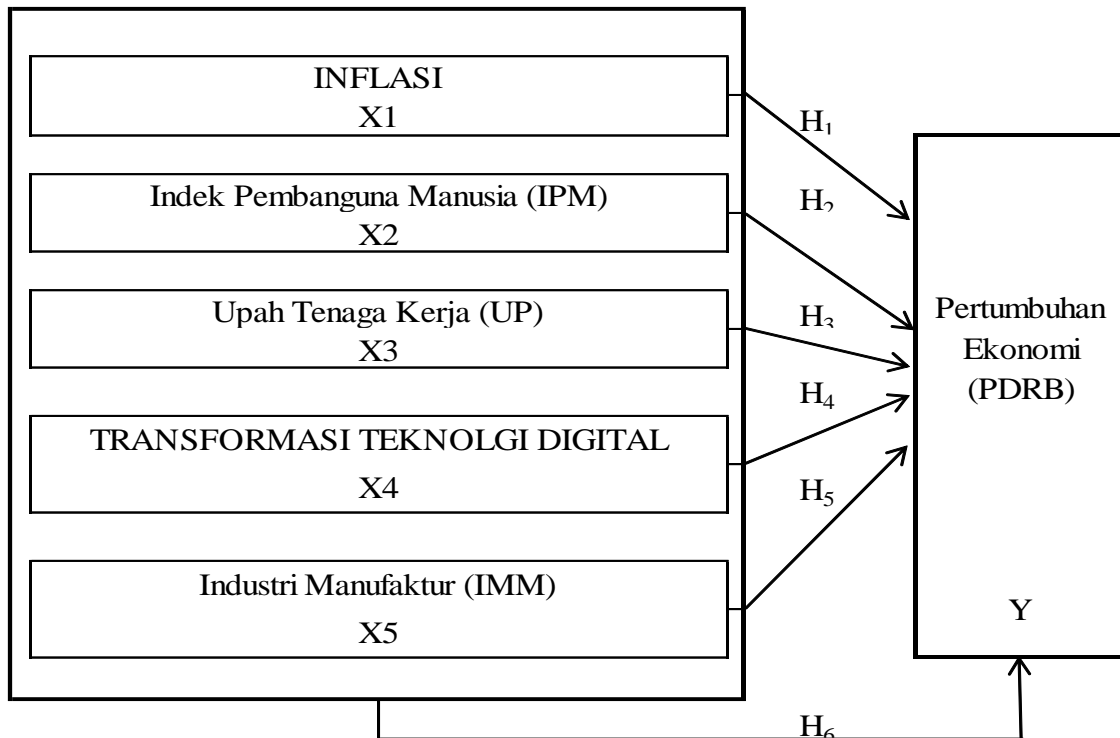 INFLASI
X1
Indek Pembanguna Manusia (IPM)
X2
Upah Tenaga Kerja (UP)
X3
TRANSFORMASI TEKNOLGI DIGITAL
X4
Industri Manufaktur (IMM)
X5
H1
H2
H3
H4
H5
H6
Pertumbuhan
Ekonomi
(PDRB)
Y